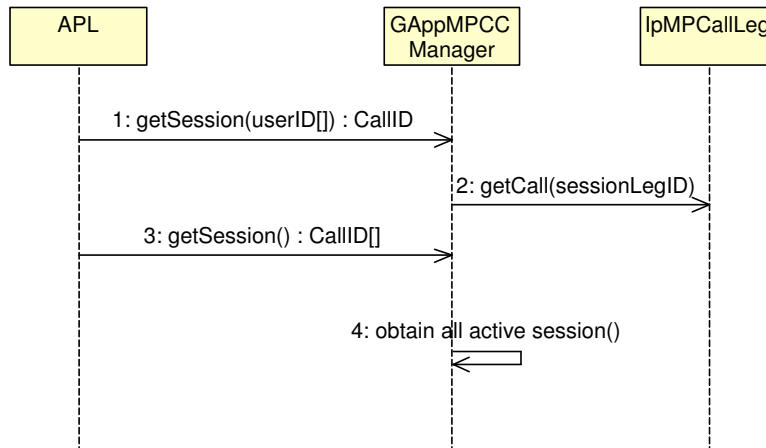 APL
GAppMPCC
Manager
IpMPCallLeg
1: getSession(userID[]) : CallID
2: getCall(sessionLegID)
3: getSession() : CallID[]
4: obtain all active session()